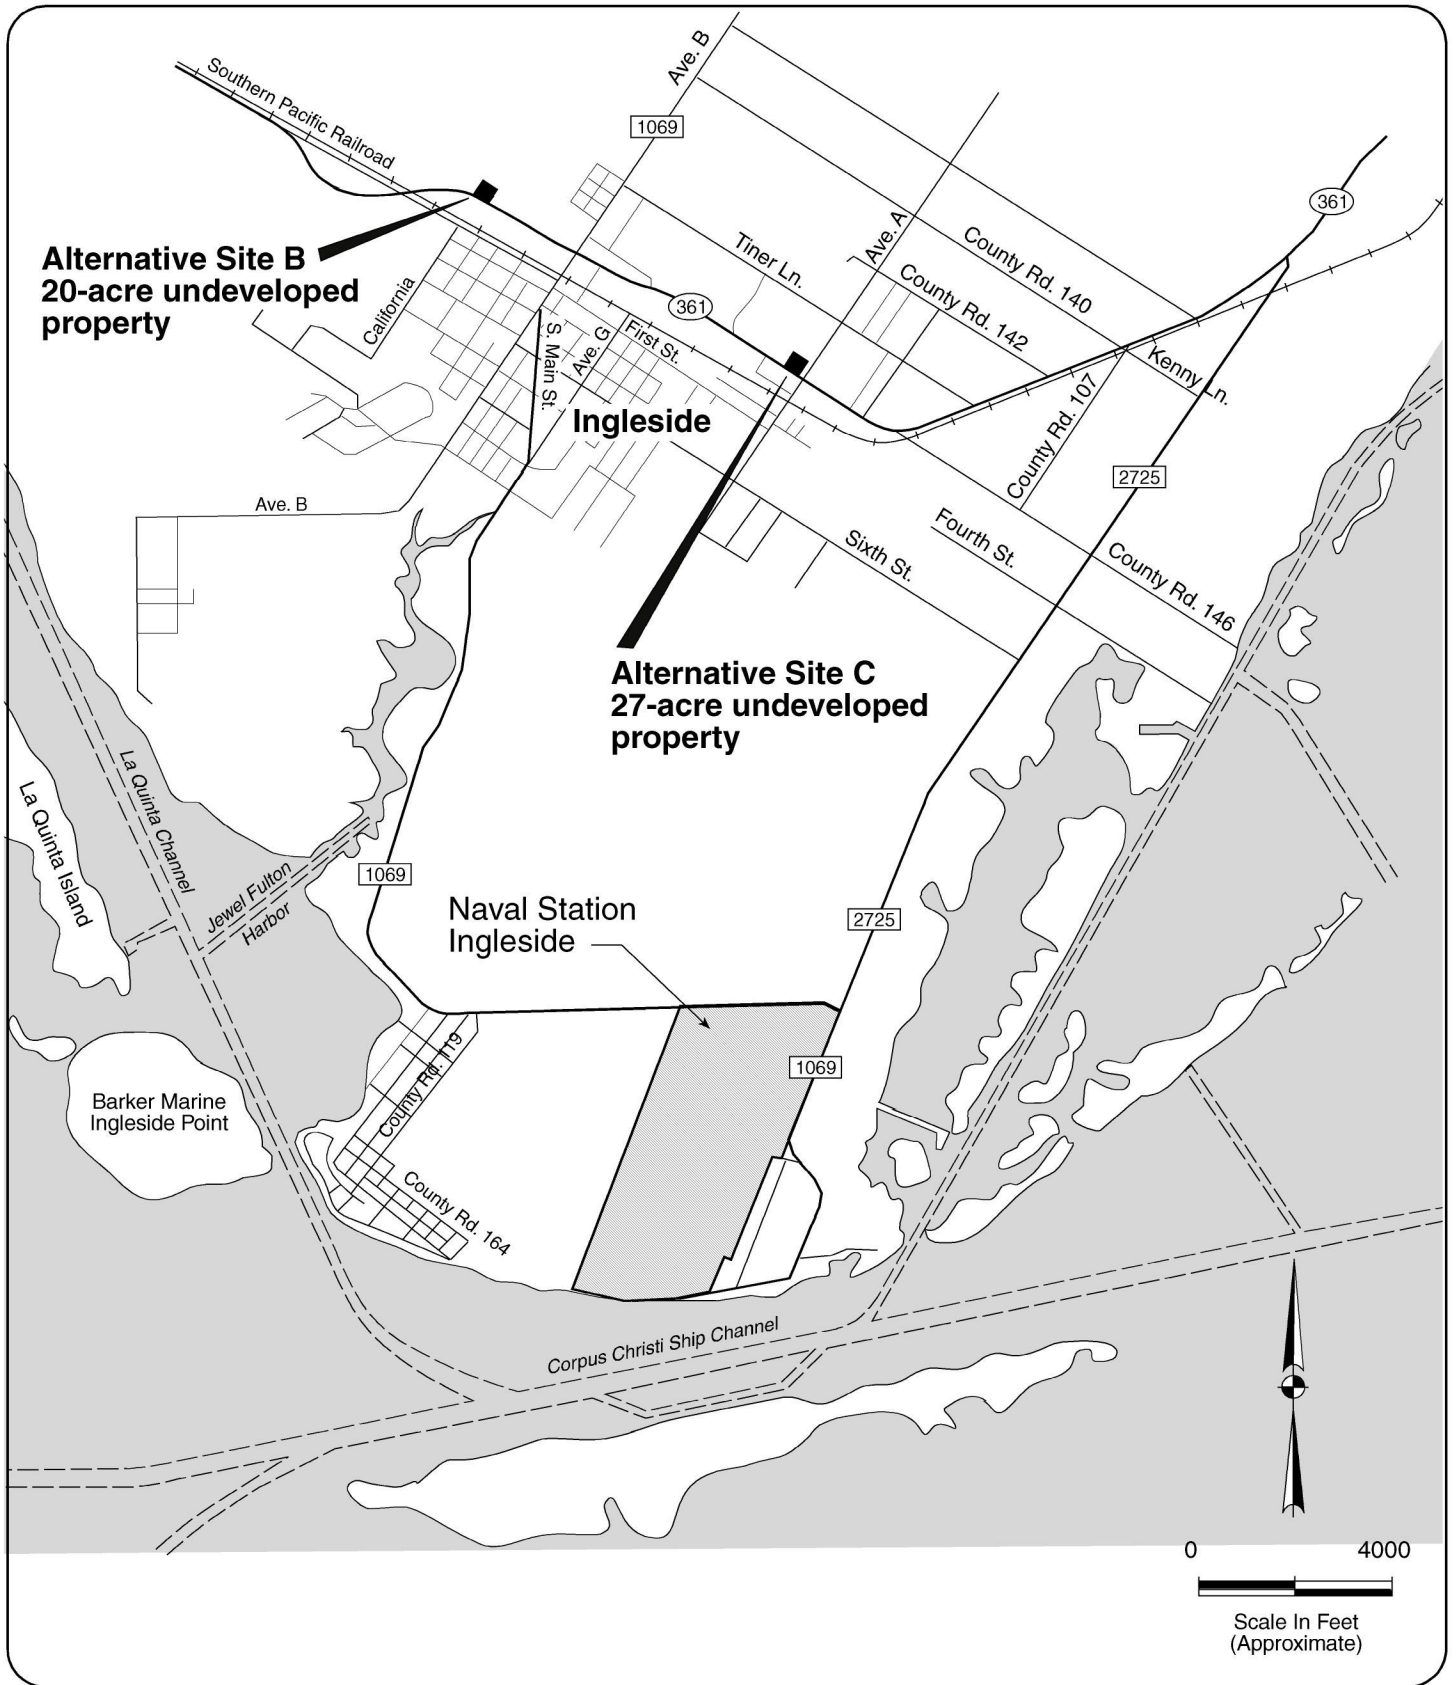 Southern Pacific Railroad
Ave. B
1069
361
Alternative Site B
20-acre undeveloped
property
California
Tiner Ln.
Ave. A
County Rd. 140
County Rd. 142
361
S. Main St.
Ave. G
First St.
Kenny Ln.
County Rd. 107
Ingleside
2725
Ave. B
Sixth St.
Fourth St.
County Rd. 146
Alternative Site C
27-acre undeveloped
property
La Quinta Channel
La Quinta Island
Jewel Fulton
Harbor
1069
Naval Station
Ingleside
2725
1069
County Rd. 119
Barker Marine
Ingleside Point
County Rd. 164
Corpus Christi Ship Channel
0 4000
Scale In Feet
(Approximate)